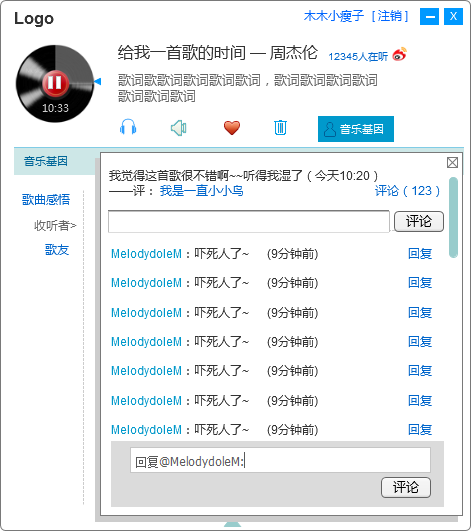 Logo
木木小瘦子 [ 注销 ]
给我一首歌的时间 — 周杰伦
12345人在听
歌词歌歌词歌词歌词歌词，歌词歌词歌词歌
歌词歌词歌词
10:33
音乐基因
音乐基因
歌曲感悟
收听者>
歌友
我觉得这首歌很不错啊~~听得我湿了（今天10:20）
——评： 我是一直小小鸟
评论（123）
评论
MelodydoleM：吓死人了~ (9分钟前) 回复
MelodydoleM：吓死人了~ (9分钟前) 回复
MelodydoleM：吓死人了~ (9分钟前) 回复
MelodydoleM：吓死人了~ (9分钟前) 回复
MelodydoleM：吓死人了~ (9分钟前) 回复
MelodydoleM：吓死人了~ (9分钟前) 回复
MelodydoleM：吓死人了~ (9分钟前) 回复
回复@MelodydoleM:
评论